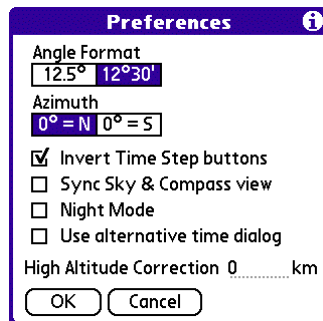 Preferences i
Angle Format
12.5° 12°30'
Azimuth
0° = N 0° = S
Invert Time Step buttons
Sync Sky & Compass view
Night Mode
Use alternative time dialog
High Altitude Correction 0 km
OK Cancel